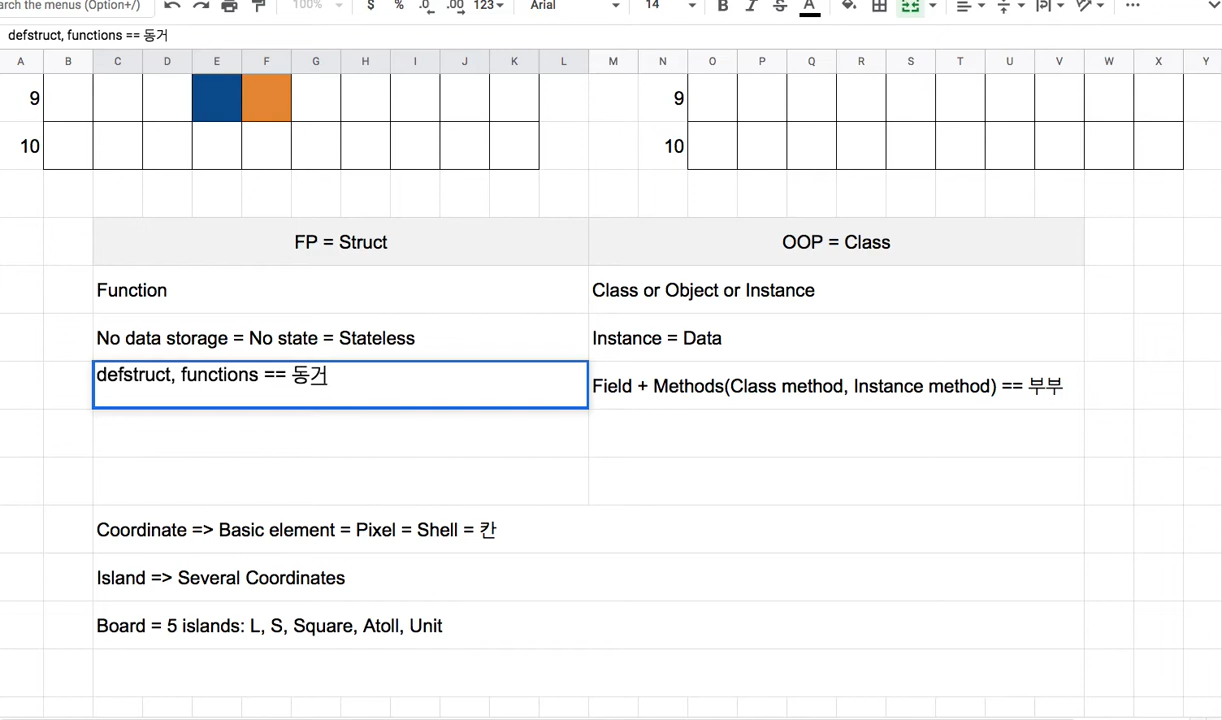 arch the menus (Option+/)
100%
$ % .0 .00 123
Arial
14
B I S A
defstruct, functions == 동거
A B C D E F G H I J K L M N O P Q R S T U V W X Y
9 9
10 10
FP = Struct OOP = Class
Function Class or Object or Instance
No data storage = No state = Stateless Instance = Data
defstruct, functions == 동거 Field + Methods(Class method, Instance method) == 부부
Coordinate => Basic element = Pixel = Shell = 칸
Island => Several Coordinates
Board = 5 islands: L, S, Square, Atoll, Unit